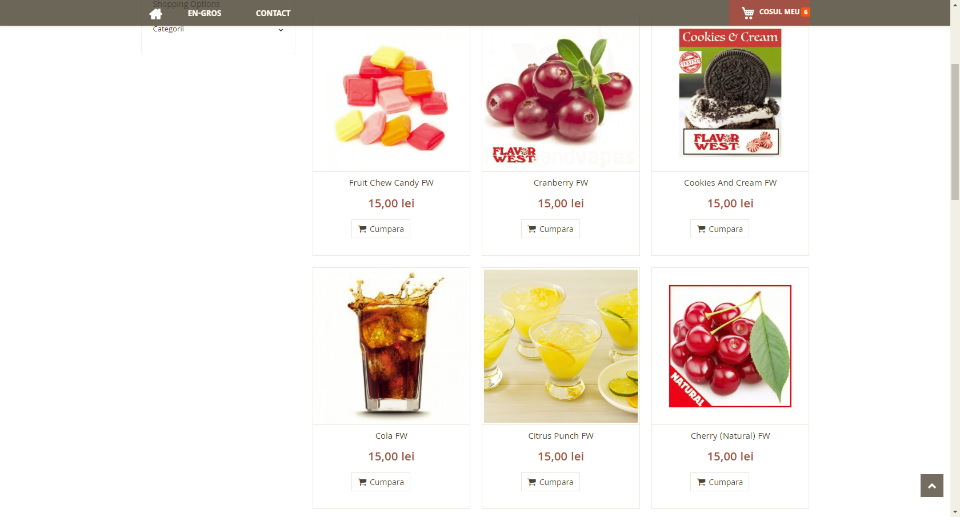 Shopping Options
EN-GROS
CONTACT
COSUL MEU 6
Categorii
FLAVOR
WEST
Cookies & Cream
FLAVOR
WEST
Fruit Chew Candy FW
Cranberry FW
Cookies And Cream FW
15,00 lei
15,00 lei
15,00 lei
Cumpara
Cumpara
Cumpara
NATURAL
Cola FW
Citrus Punch FW
Cherry (Natural) FW
15,00 lei
15,00 lei
15,00 lei
Cumpara
Cumpara
Cumpara